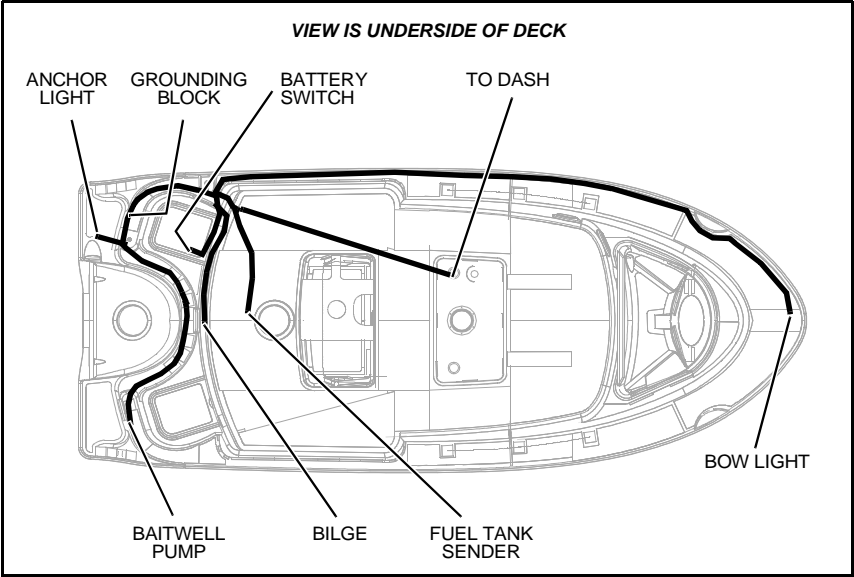 VIEW IS UNDERSIDE OF DECK
ANCHOR
LIGHT
GROUNDING
BLOCK
BATTERY
SWITCH
TO DASH
BOW LIGHT
BAITWELL
PUMP
BILGE
FUEL TANK
SENDER